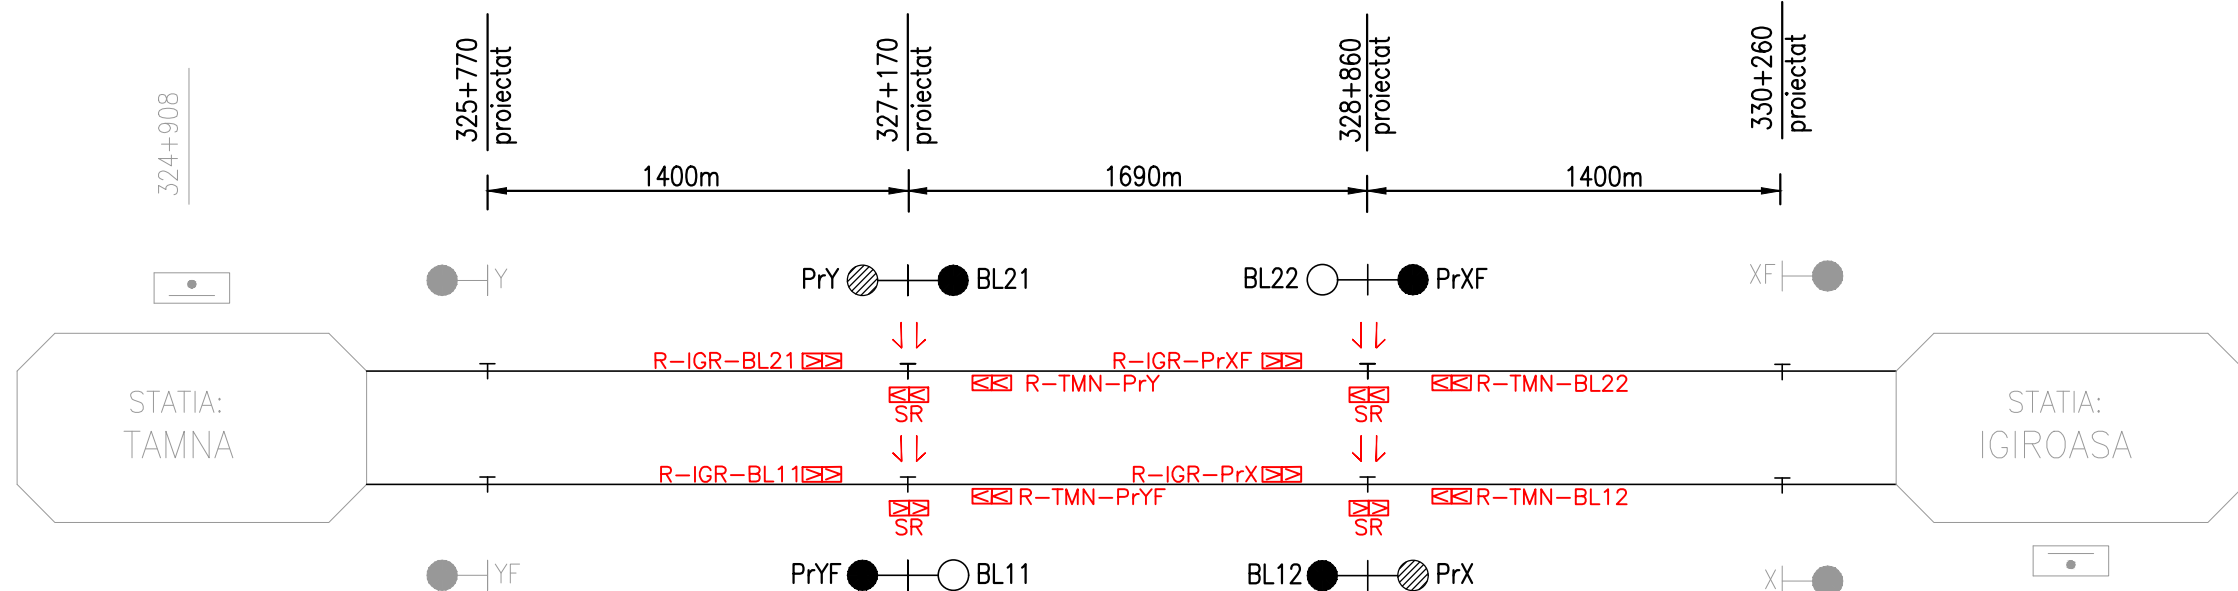 324+908
325+770
proiectat
327+170
proiectat
328+860
proiectat
330+260
proiectat
1400m
1690m
1400m
Y
PrY
BL21
BL22
PrXF
XF
R-IGR-BL21
R-IGR-PrXF
R-TMN-PrY
R-TMN-BL22
STATIA:
TAMNA
SR
SR
STATIA:
IGIROASA
R-IGR-BL11
R-IGR-PrX
R-TMN-PrYF
R-TMN-BL12
SR
SR
YF
PrYF
BL11
BL12
PrX
X